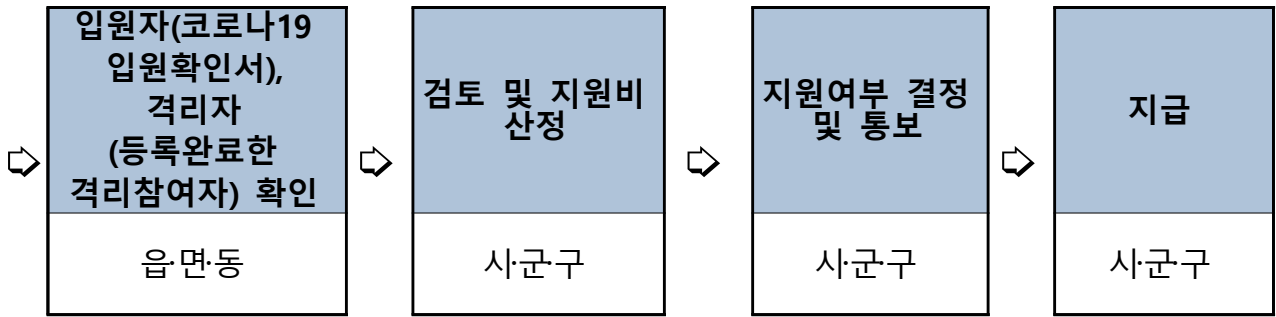 입원자(코로나19
입원확인서),
격리자
(등록완료한
격리참여자) 확인
읍·면·동
검토 및 지원비
산정
시·군·구
지원여부 결정
및 통보
시·군·구
지급
시·군·구